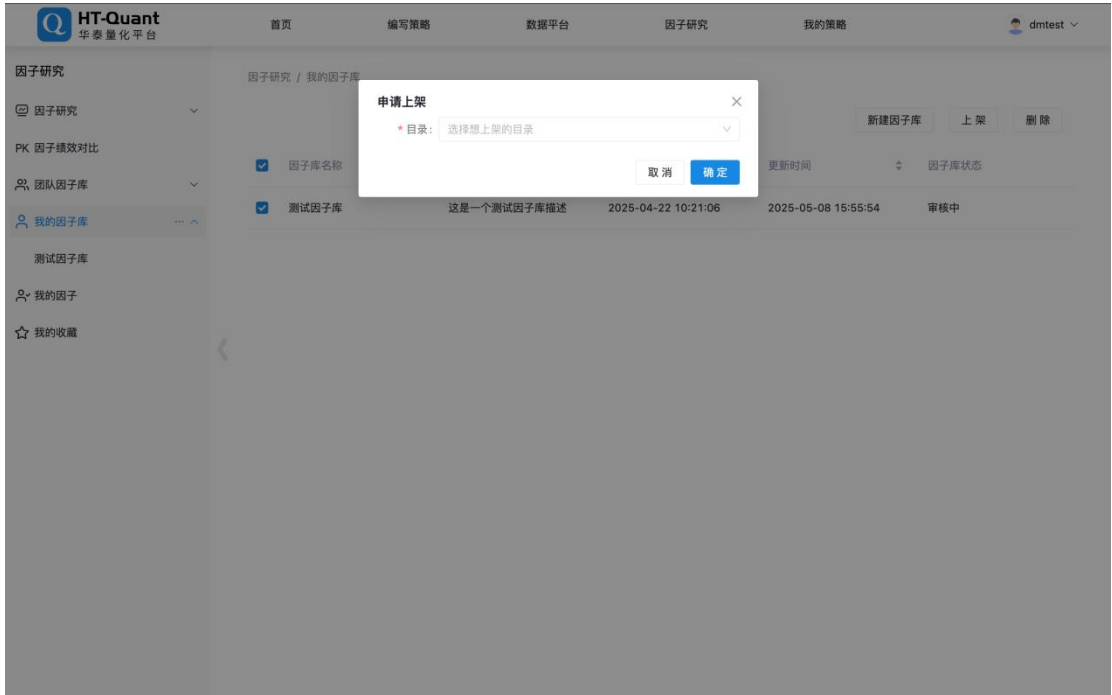 HT-Quant
华泰量化平台
首页 编写策略 数据平台 因子研究 我的策略 dmtest
因子研究
因子研究
PK 因子绩效对比
团队因子库
我的因子库 ...
测试因子库
我的因子
我的收藏
因子研究 / 我的因子库
新建因子库 上架 删除
申请上架
* 目录: 选择想上架的目录
取消 确定
因子库名称 更新时间 因子库状态
测试因子库 这是一个测试因子库描述 2025-04-22 10:21:06 2025-05-08 15:55:54 审核中